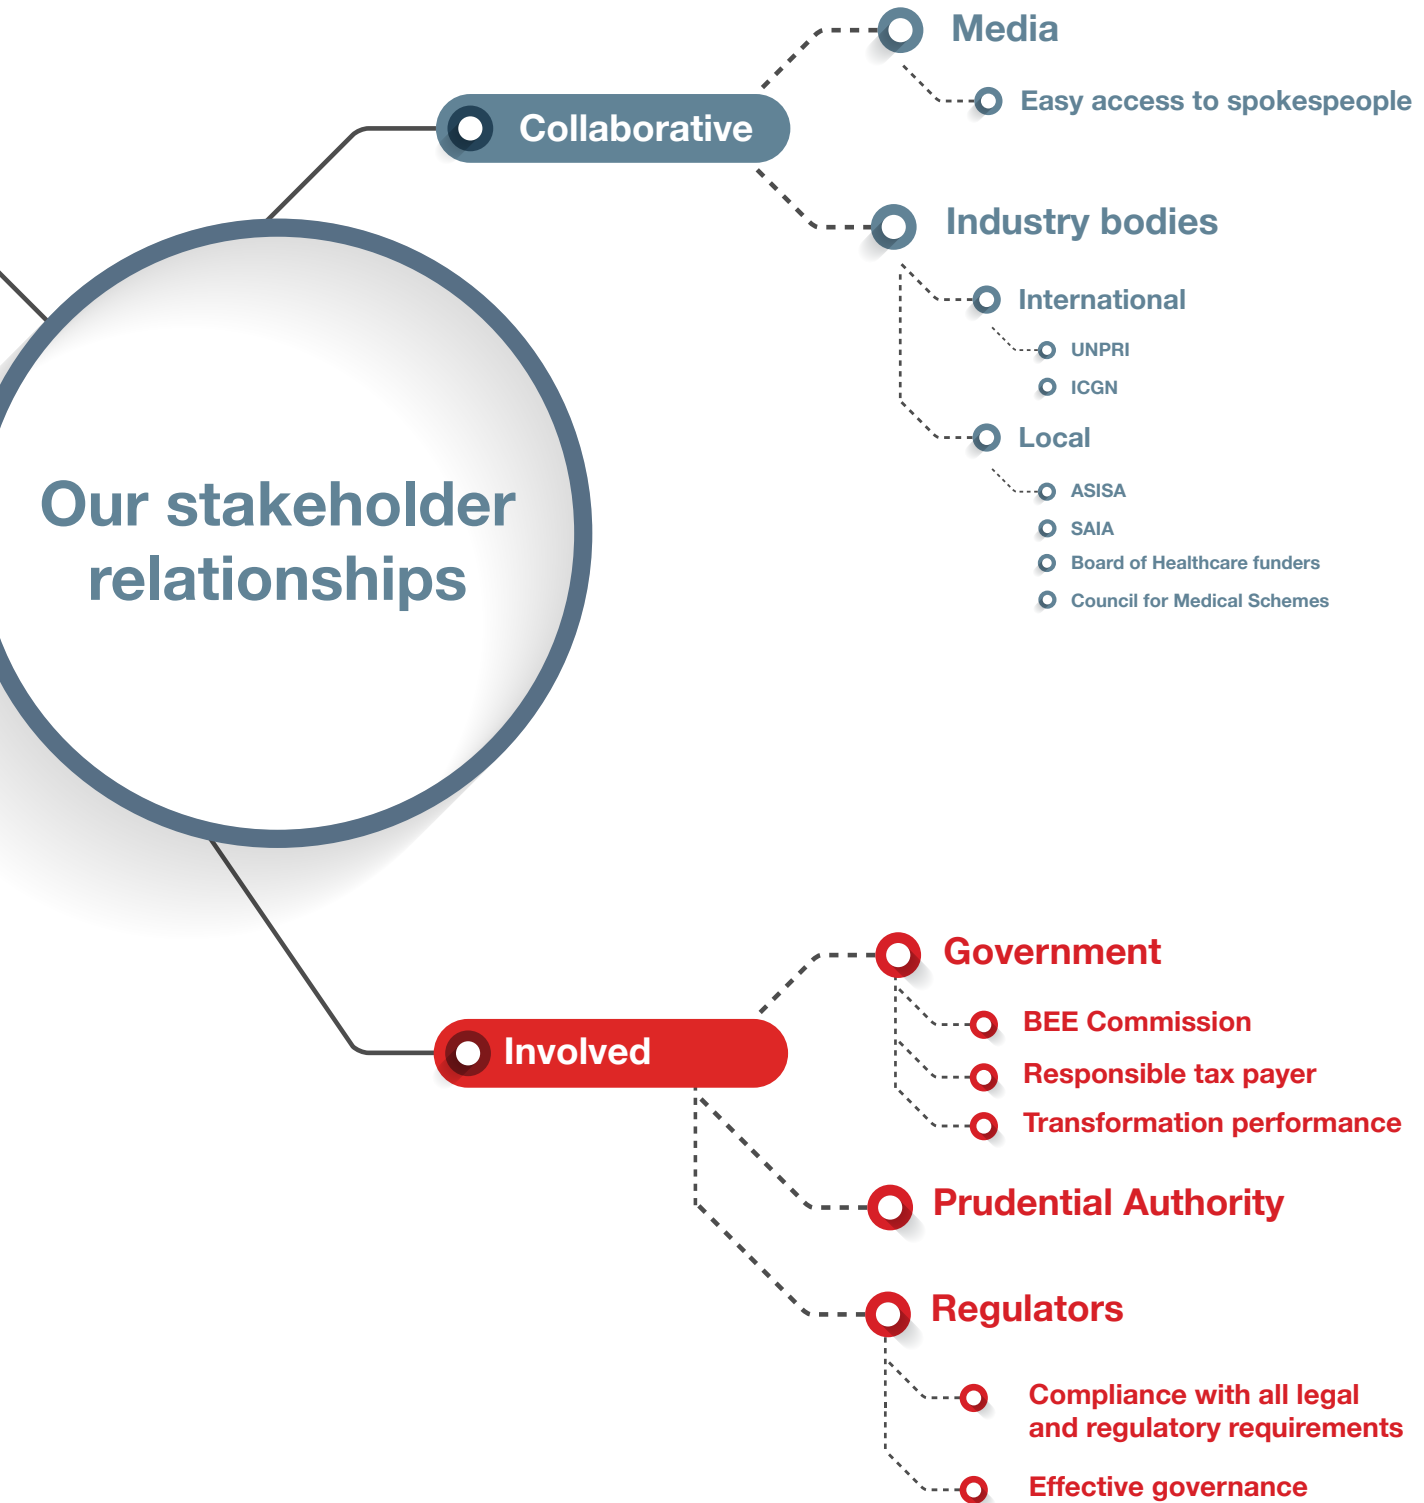 Our stakeholder
relationships
Collaborative
Media
Easy access to spokespeople
Industry bodies
International
UNPRI
ICGN
Local
ASISA
SAIA
Board of Healthcare funders
Council for Medical Schemes
Involved
Government
BEE Commission
Responsible tax payer
Transformation performance
Prudential Authority
Regulators
Compliance with all legal
and regulatory requirements
Effective governance